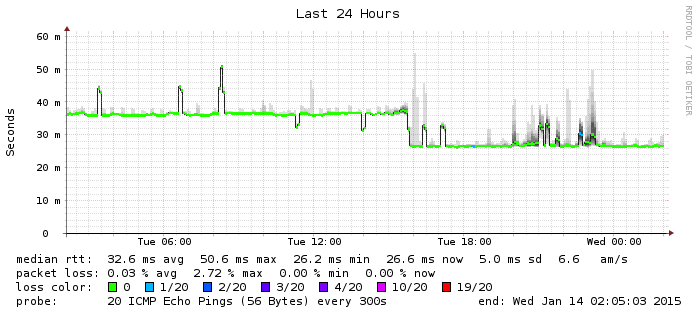 Last 24 Hours
RRDTOOL / TOBI OETIKER
Seconds
60 m
50 m
40 m
30 m
20 m
10 m
0
Tue 06:00 Tue 12:00 Tue 18:00 Wed 00:00
median rtt: 32.6 ms avg 50.6 ms max 26.2 ms min 26.6 ms now 5.0 ms sd 6.6 am/s
packet loss: 0.03 % avg 2.72 % max 0.00 % min 0.00 % now
loss color: 0 1/20 2/20 3/20 4/20 10/20 19/20
probe: 20 ICMP Echo Pings (56 Bytes) every 300s end: Wed Jan 14 02:05:03 2015